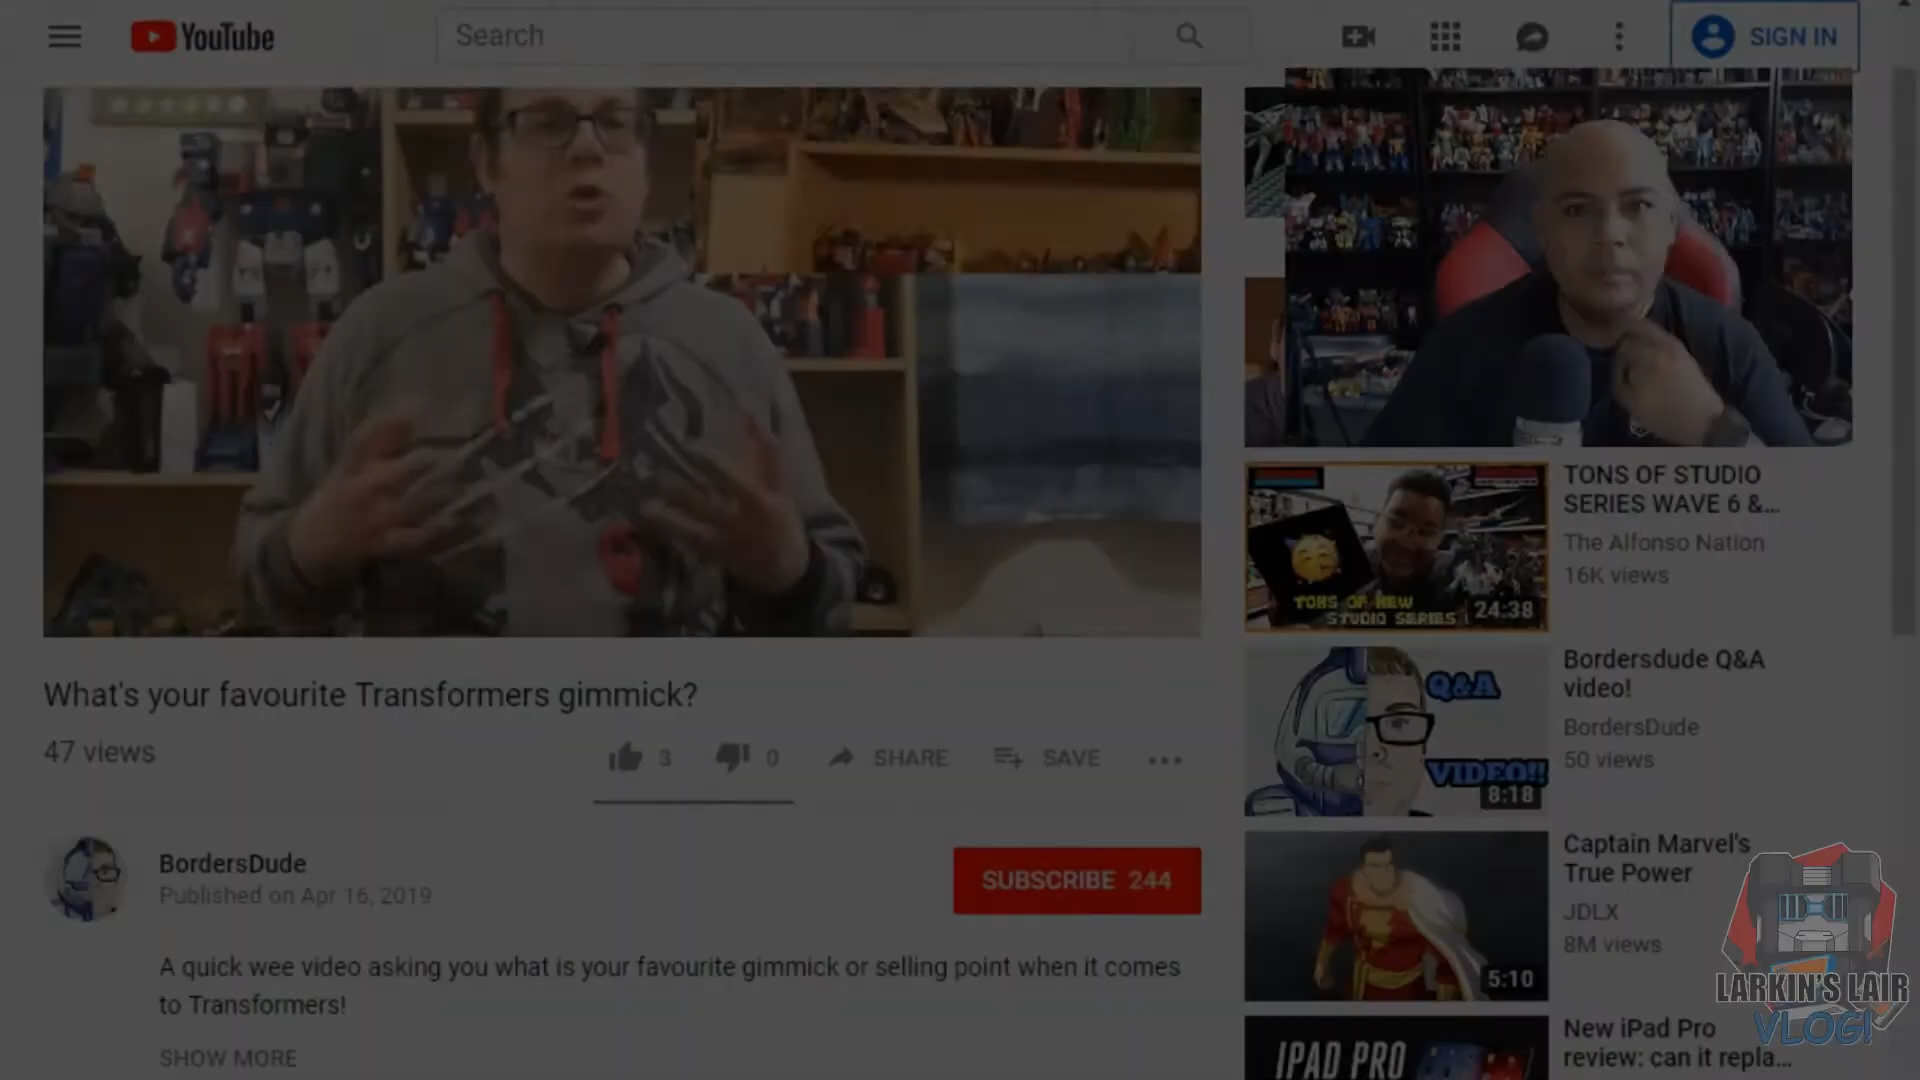 YouTube
Search
SIGN IN
TONS OF STUDIO
SERIES WAVE 6 &...
The Alfonso Nation
16K views
TONS OF NEW
STUDIO SERIES
24:38
What's your favourite Transformers gimmick?
47 views
3
0
SHARE
SAVE
Q&A
VIDEO!!
8:18
Bordersdude Q&A
video!
BordersDude
50 views
BordersDude
Published on Apr 16, 2019
SUBSCRIBE 244
A quick wee video asking you what is your favourite gimmick or selling point when it comes
to Transformers!
SHOW MORE
5:10
Captain Marvel's
True Power
JDLX
8M views
IPAD PRO
New iPad Pro
review: can it repla...
LARKIN'S LAIR
VLOG!